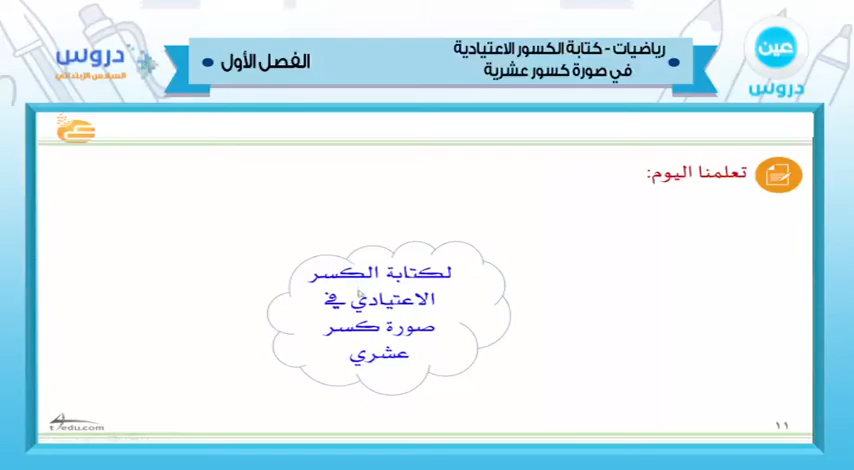 رياضيات - كتابة الكسور الاعتيادية
في صورة كسور عشرية
الفصل الأول
عين
دروس
دروس
السادس الإبتدائي
تعلمنا اليوم:
لكتابة الكسر
الاعتيادي في
صورة كسر
عشري
t4edu.com
١١